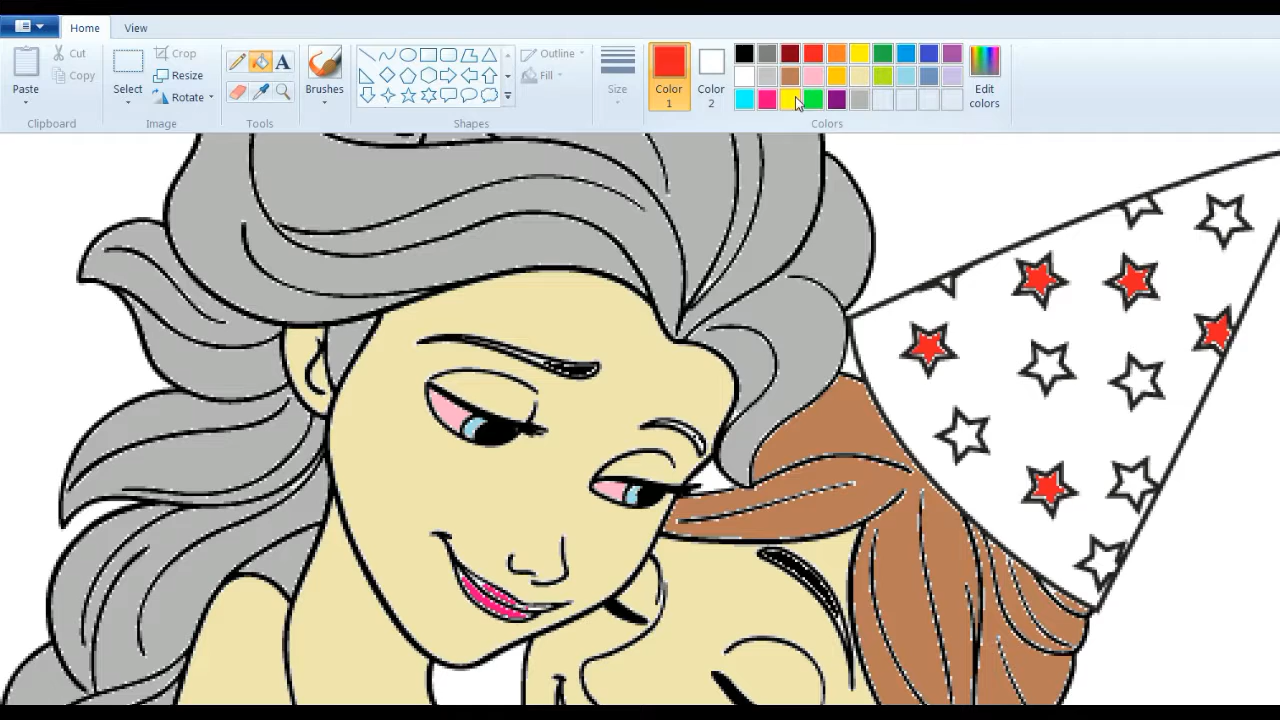 Home View
Paste Cut Copy Select Crop Resize Rotate A Brushes Outline Fill Size Color 1 Color 2 Edit colors
Clipboard Image Tools Shapes Colors